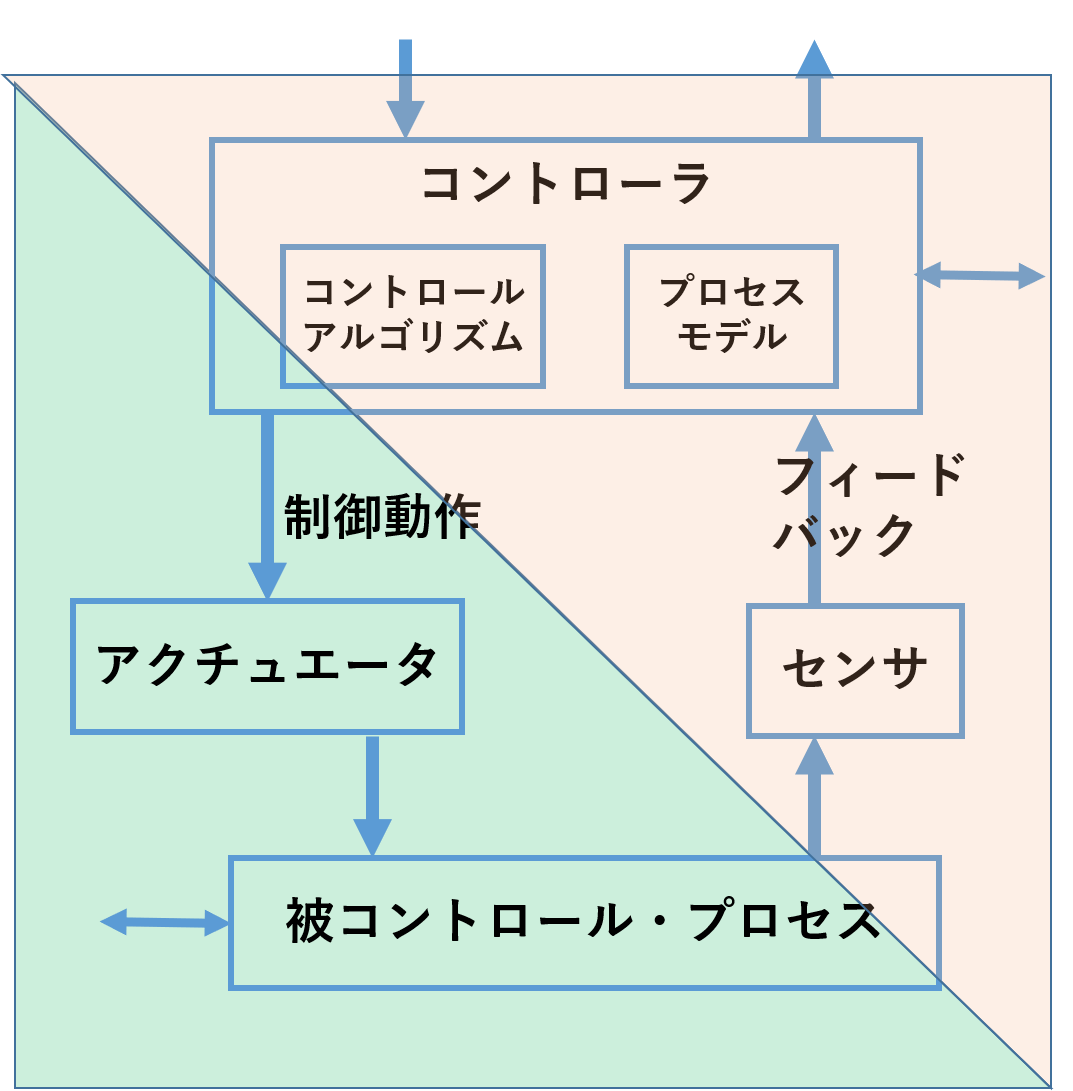 コントローラ
コントロール
アルゴリズム
プロセス
モデル
制御動作
フィード
バック
アクチュエータ
センサ
被コントロール・プロセス